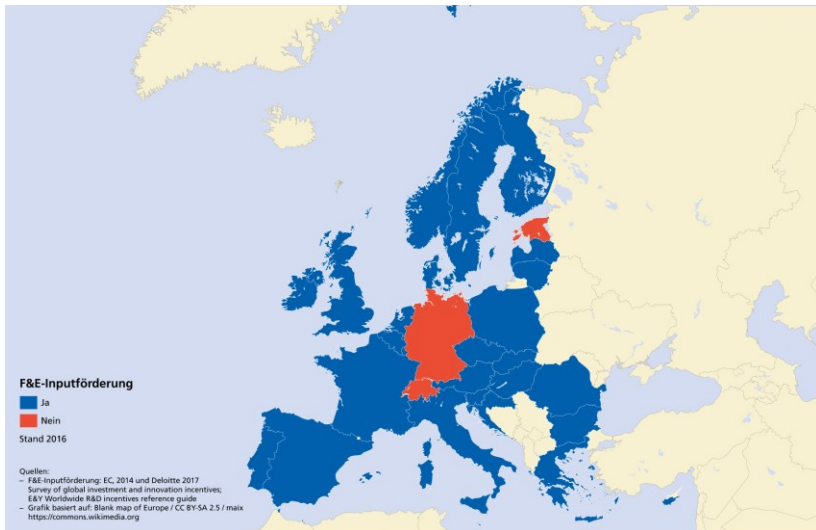 F&E-Inputförderung
Ja
Nein
Stand 2016
Quellen:
– F&E-Inputförderung: EC, 2014 und Deloitte 2017
Survey of global investment and innovation incentives;
E&Y Worldwide R&D incentives reference guide
– Grafik basiert auf: Blank map of Europe / CC BY-SA 2.5 / maix
https://commons.wikimedia.org